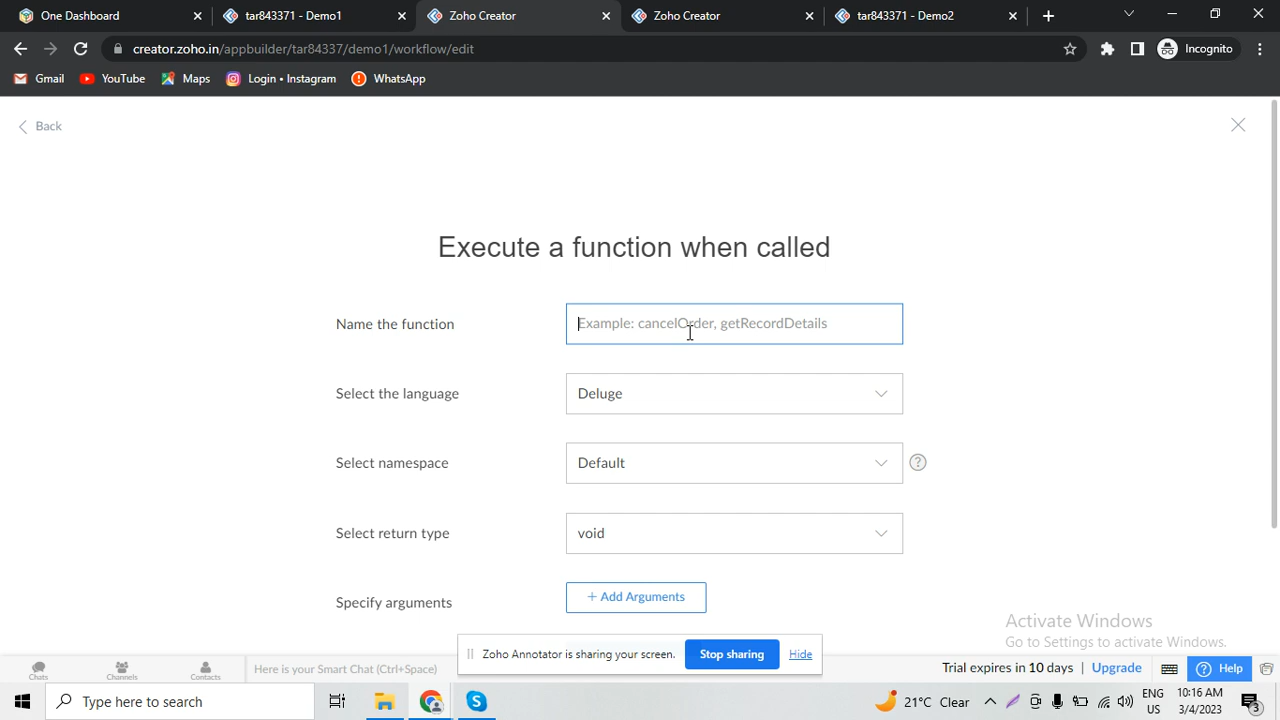 One Dashboard
tar843371 - Demo1
Zoho Creator
Zoho Creator
tar843371 - Demo2
creator.zoho.in/appbuilder/tar84337/demo1/workflow/edit
Incognito
Gmail
YouTube
Maps
Login • Instagram
WhatsApp
Back
Execute a function when called
Name the function
Example: cancelOrder, getRecordDetails
Select the language
Deluge
Select namespace
Default
?
Select return type
void
Specify arguments
+ Add Arguments
Activate Windows
Go to Settings to activate Windows.
Zoho Annotator is sharing your screen.
Stop sharing
Hide
Chats
Channels
Contacts
Here is your Smart Chat (Ctrl+Space)
Trial expires in 10 days
Upgrade
? Help
Type here to search
21°C Clear
ENG
US
10:16 AM
3/4/2023
3